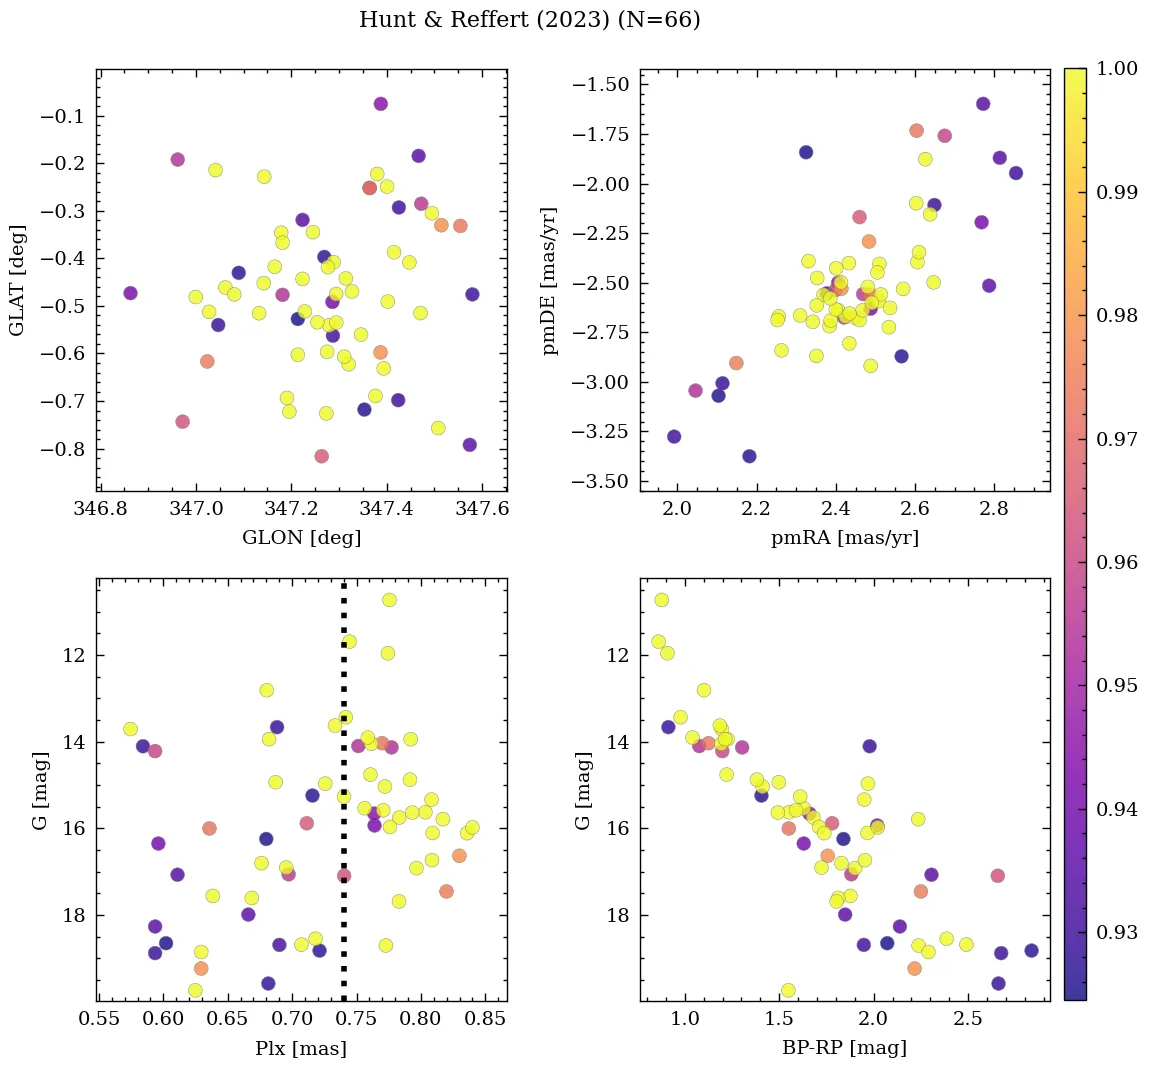 Hunt & Reffert (2023) (N=66)
−0.1
−0.2
−0.3
−0.4
−0.5
−0.6
−0.7
−0.8
GLAT [deg]
346.8 347.0 347.2 347.4 347.6
GLON [deg]
−1.50
−1.75
−2.00
−2.25
−2.50
−2.75
−3.00
−3.25
−3.50
pmDE [mas/yr]
2.0 2.2 2.4 2.6 2.8
pmRA [mas/yr]
12
14
16
18
G [mag]
0.55 0.60 0.65 0.70 0.75 0.80 0.85
Plx [mas]
12
14
16
18
G [mag]
1.0 1.5 2.0 2.5
BP-RP [mag]
1.00
0.99
0.98
0.97
0.96
0.95
0.94
0.93